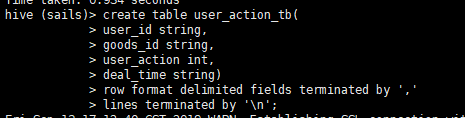 Time taken: 0.934 seconds
hive (sails)> create table user_action_tb(
> user_id string,
> goods_id string,
> user_action int,
> deal_time string)
> row format delimited fields terminated by ','
> lines terminated by '\n';